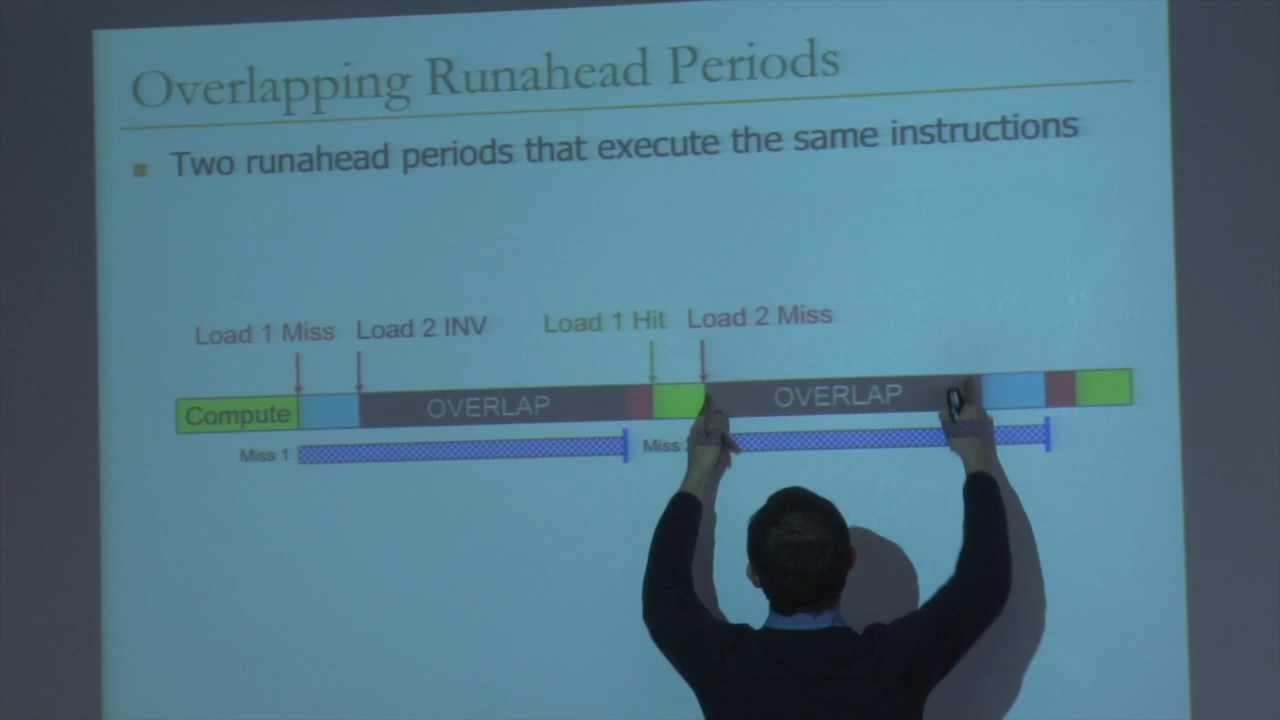 Overlapping Runahead Periods
Two runahead periods that execute the same instructions
Load 1 Miss Load 2 INV Load 1 Hit Load 2 Miss
Compute OVERLAP OVERLAP
Miss 1 Miss